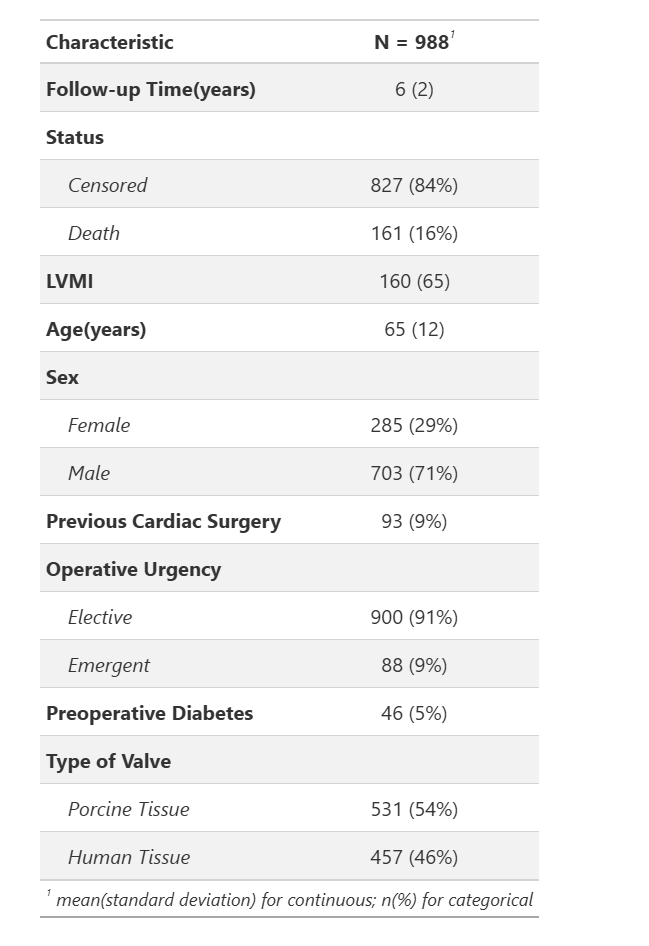 Characteristic N = 988¹
Follow-up Time(years) 6 (2)
Status
Censored 827 (84%)
Death 161 (16%)
LVMI 160 (65)
Age(years) 65 (12)
Sex
Female 285 (29%)
Male 703 (71%)
Previous Cardiac Surgery 93 (9%)
Operative Urgency
Elective 900 (91%)
Emergent 88 (9%)
Preoperative Diabetes 46 (5%)
Type of Valve
Porcine Tissue 531 (54%)
Human Tissue 457 (46%)
¹ mean(standard deviation) for continuous; n(%) for categorical